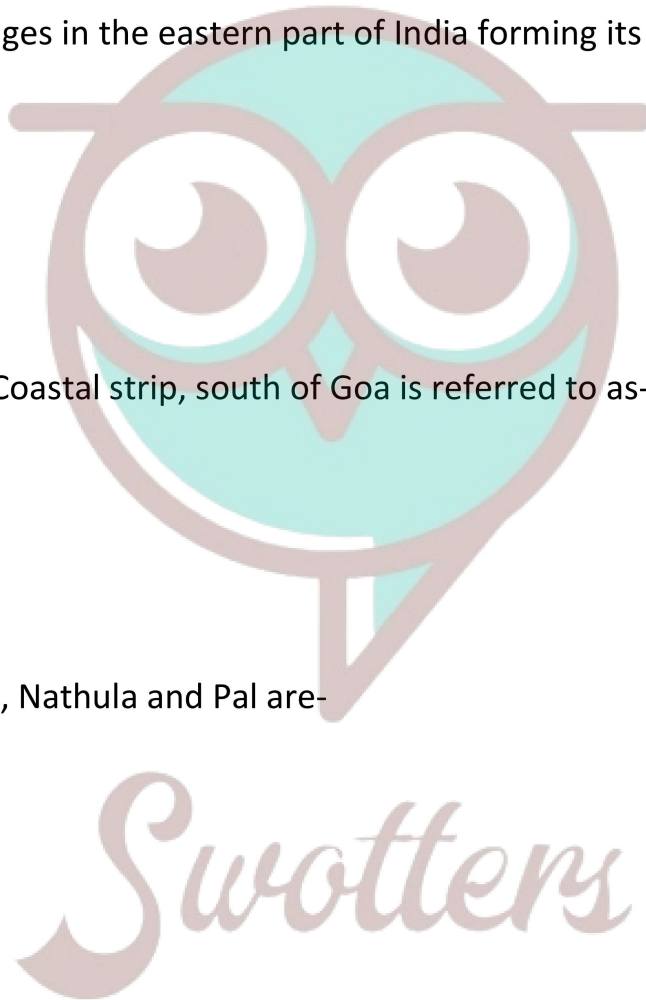 ges in the eastern part of India forming its
Coastal strip, south of Goa is referred to as-
, Nathula and Pal are-
Swotters